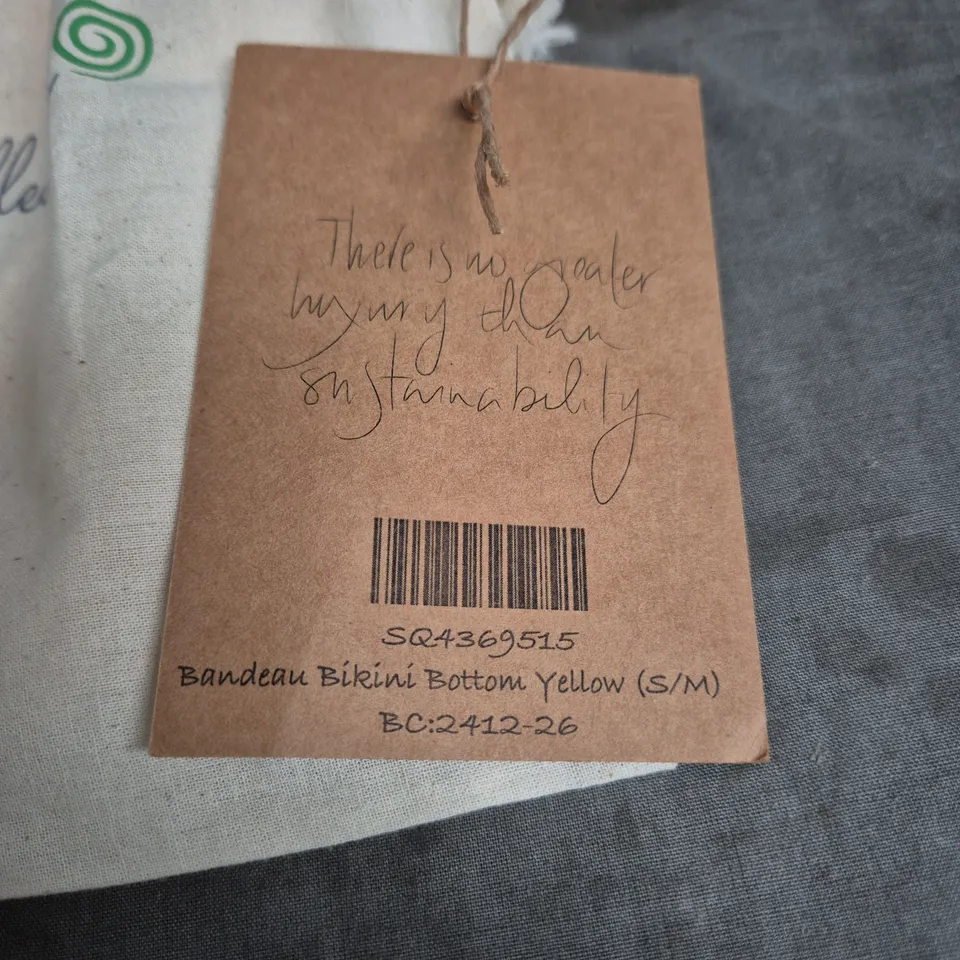 There is no greater
luxury than
sustainability
SQ4369515
Bandeau Bikini Bottom Yellow (S/M)
BC:2412-26